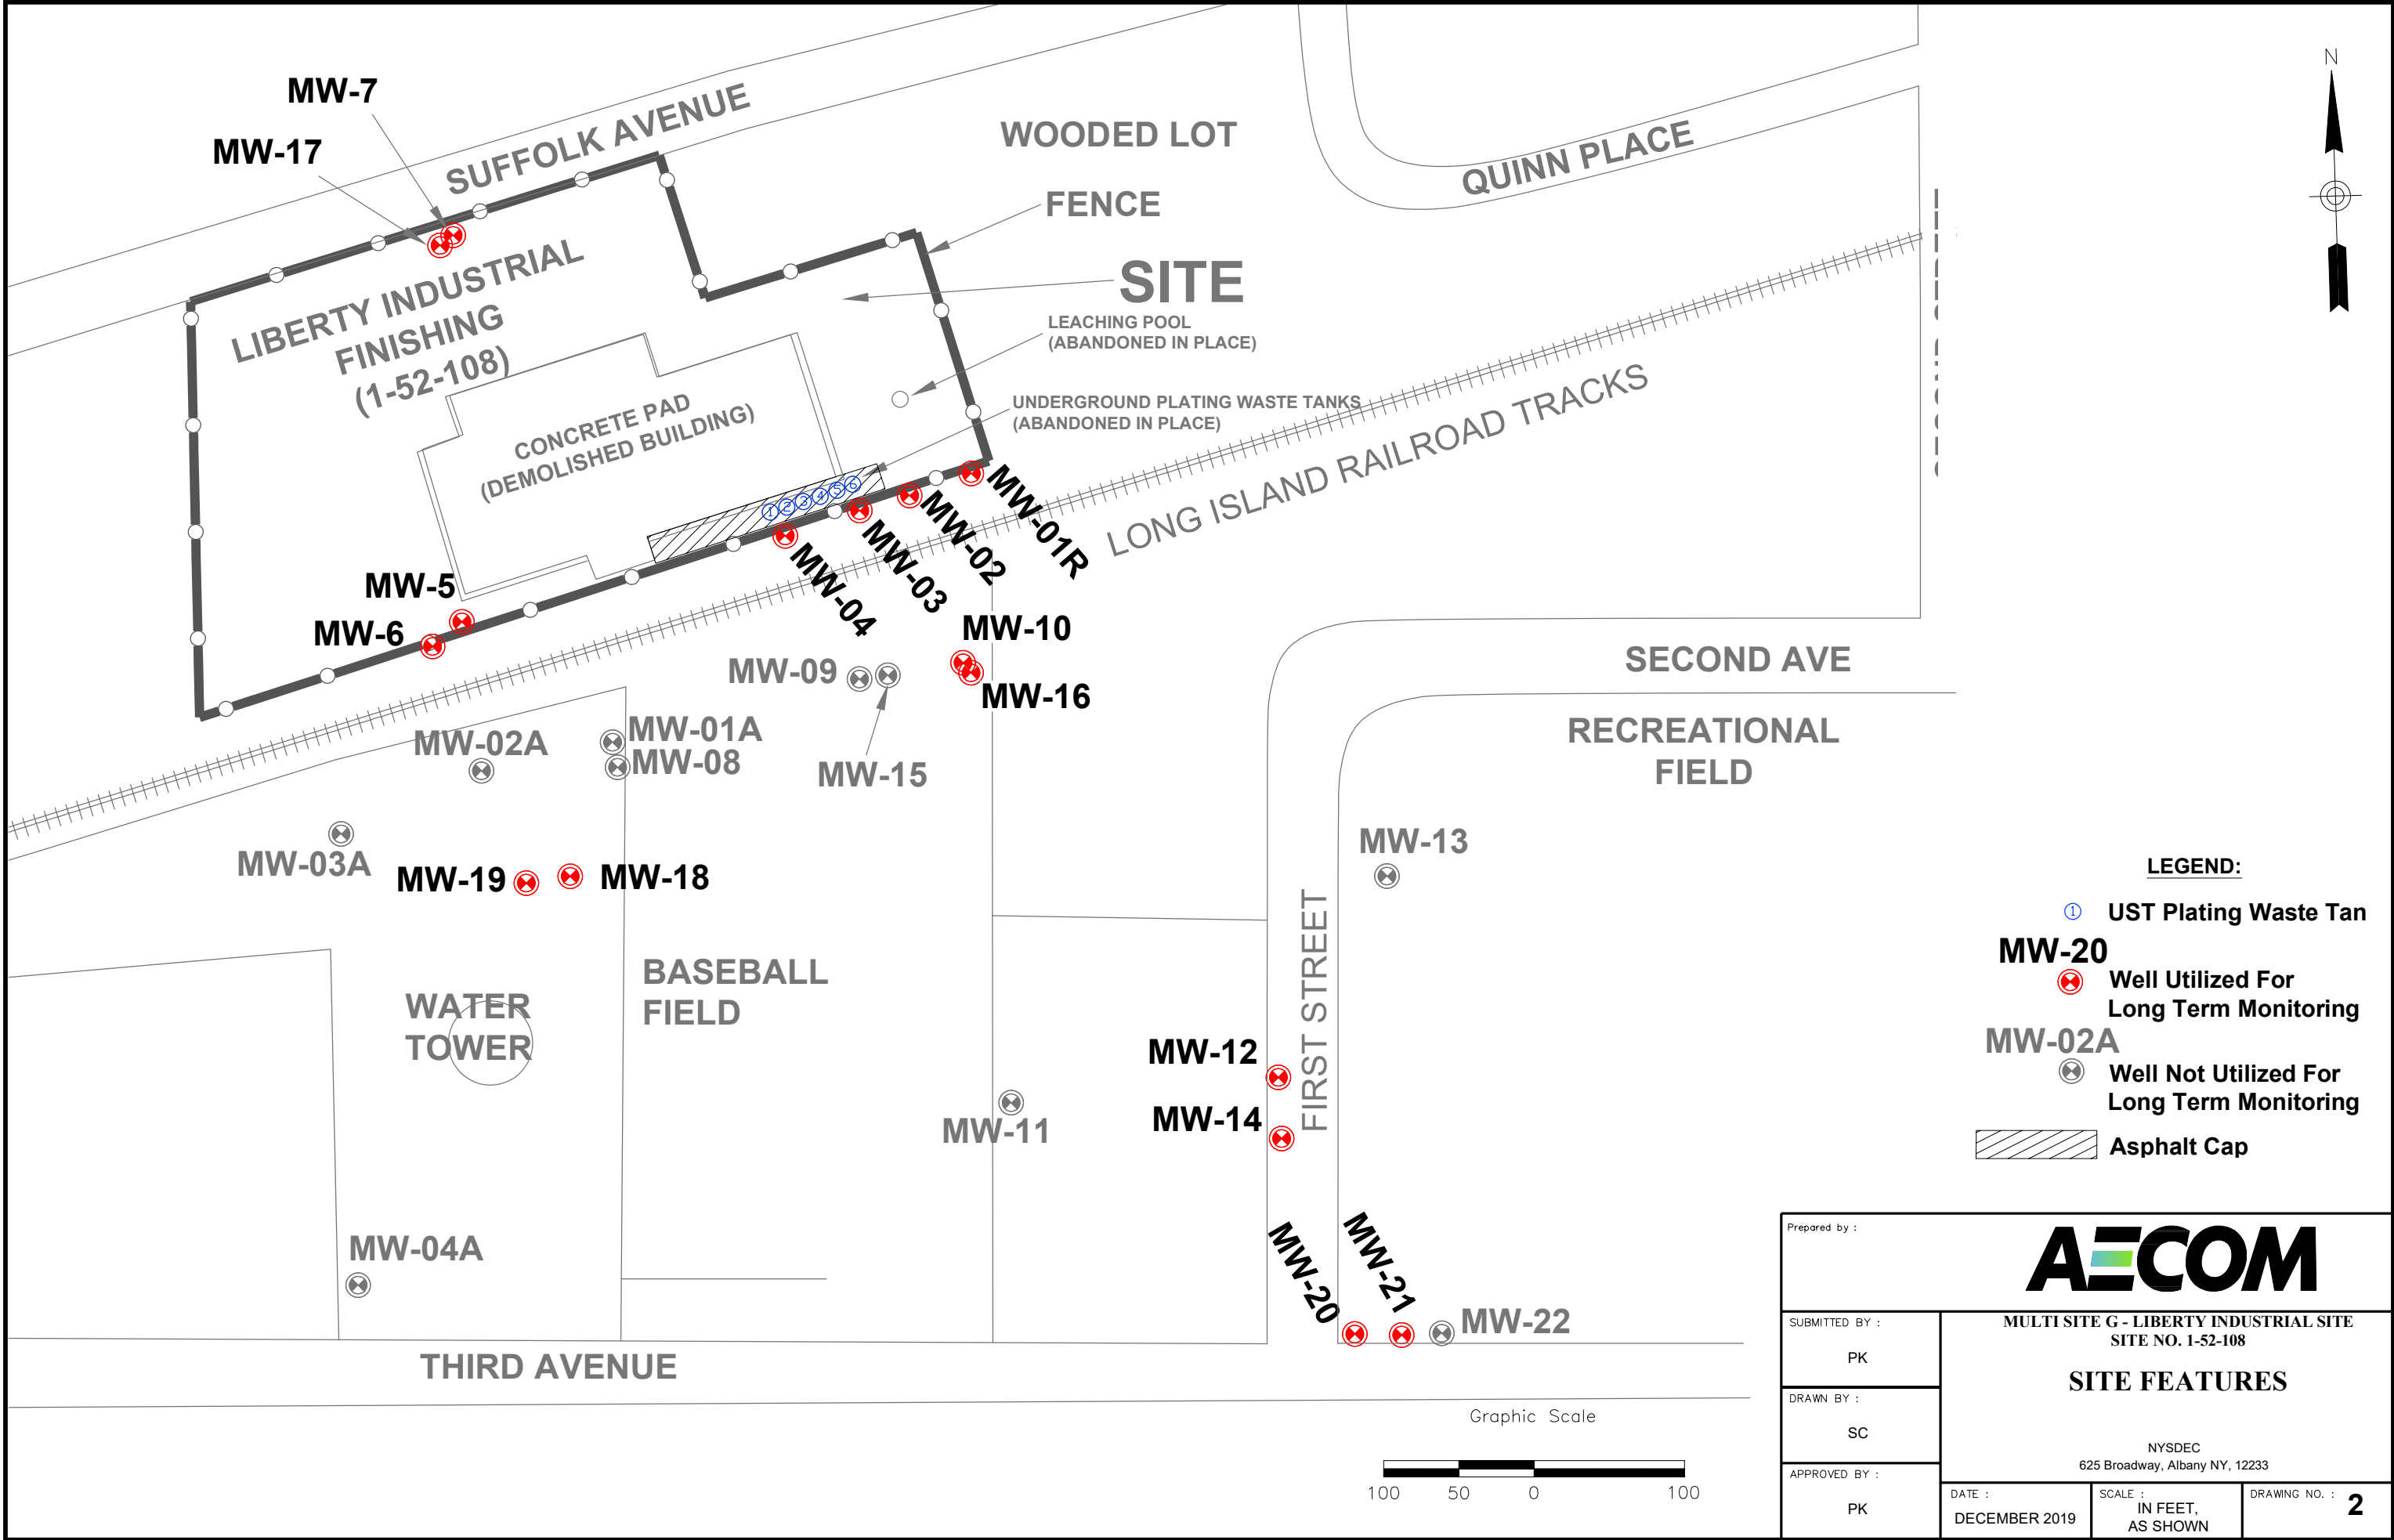 MW-7
MW-17
SUFFOLK AVENUE
WOODED LOT
QUINN PLACE
N
FENCE
SITE
LIBERTY INDUSTRIAL
FINISHING
(1-52-108)
LEACHING POOL
(ABANDONED IN PLACE)
UNDERGROUND PLATING WASTE TANKS
(ABANDONED IN PLACE)
CONCRETE PAD
(DEMOLISHED BUILDING)
1 2 3 4 5 6
LONG ISLAND RAILROAD TRACKS
MW-01R
MW-02
MW-03
MW-04
MW-5
MW-6
MW-10
MW-09
MW-16
MW-15
SECOND AVE
RECREATIONAL
FIELD
MW-01A
MW-02A
MW-08
MW-03A
MW-19
MW-18
MW-13
FIRST STREET
BASEBALL
FIELD
WATER
TOWER
MW-12
MW-11
MW-14
MW-04A
MW-20
MW-21
MW-22
THIRD AVENUE
LEGEND:
1 UST Plating Waste Tan
MW-20
Well Utilized For
Long Term Monitoring
MW-02A
Well Not Utilized For
Long Term Monitoring
Asphalt Cap
Graphic Scale
100 50 0 100
Prepared by :
AECOM
SUBMITTED BY :
PK
MULTI SITE G - LIBERTY INDUSTRIAL SITE
SITE NO. 1-52-108
SITE FEATURES
DRAWN BY :
SC
NYSDEC
625 Broadway, Albany NY, 12233
APPROVED BY :
PK
DATE :
DECEMBER 2019
SCALE :
IN FEET,
AS SHOWN
DRAWING NO. : 2